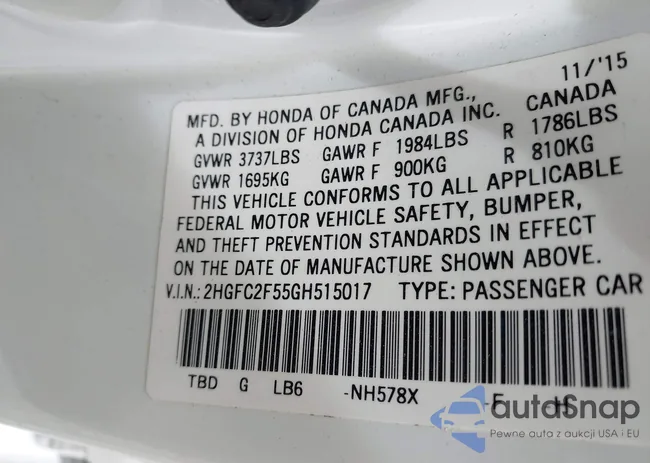 11/'15
MFD. BY HONDA OF CANADA MFG., CANADA
A DIVISION OF HONDA CANADA INC.
GVWR 3737LBS GAWR F 1984LBS R 1786LBS
GVWR 1695KG GAWR F 900KG R 810KG
THIS VEHICLE CONFORMS TO ALL APPLICABLE
FEDERAL MOTOR VEHICLE SAFETY, BUMPER,
AND THEFT PREVENTION STANDARDS IN EFFECT
ON THE DATE OF MANUFACTURE SHOWN ABOVE.
V.I.N.: 2HGFC2F55GH515017 TYPE: PASSENGER CAR
TBD G LB6 -NH578X -F H
autoSnap
Pewne auta z aukcji USA i EU